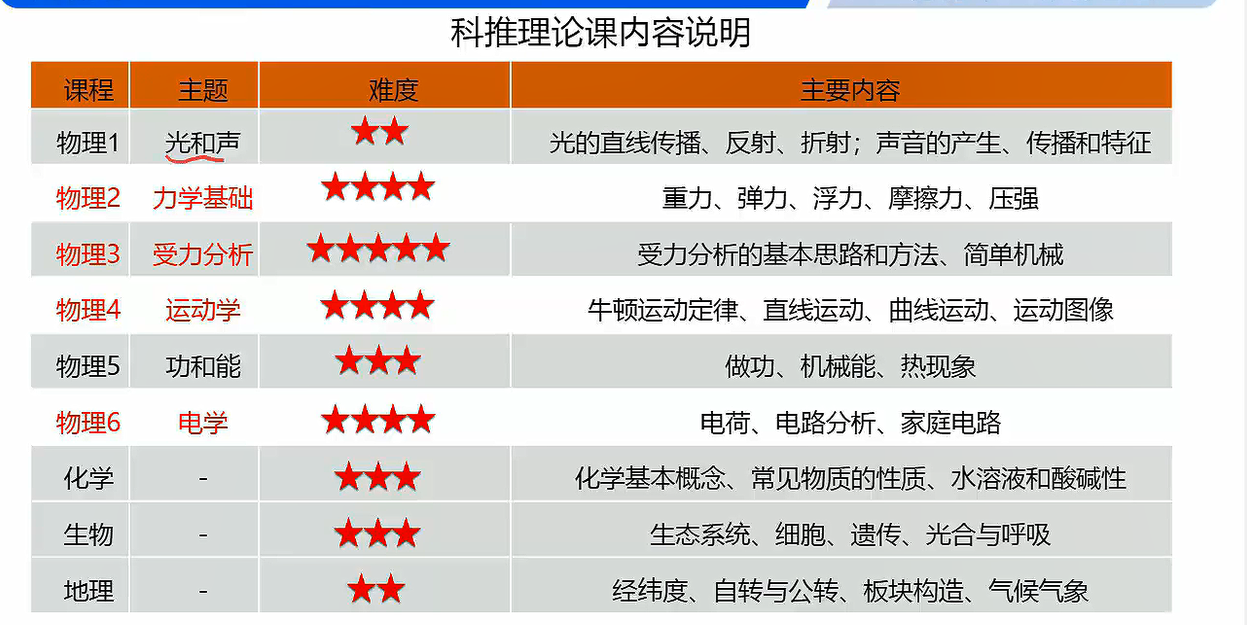 科推理论课内容说明
课程 主题 难度 主要内容
物理1 光和声 ★★ 光的直线传播、反射、折射；声音的产生、传播和特征
物理2 力学基础 ★★★★ 重力、弹力、浮力、摩擦力、压强
物理3 受力分析 ★★★★★ 受力分析的基本思路和方法、简单机械
物理4 运动学 ★★★★ 牛顿运动定律、直线运动、曲线运动、运动图像
物理5 功和能 ★★★ 做功、机械能、热现象
物理6 电学 ★★★★ 电荷、电路分析、家庭电路
化学 - ★★★ 化学基本概念、常见物质的性质、水溶液和酸碱性
生物 - ★★★ 生态系统、细胞、遗传、光合与呼吸
地理 - ★★ 经纬度、自转与公转、板块构造、气候气象